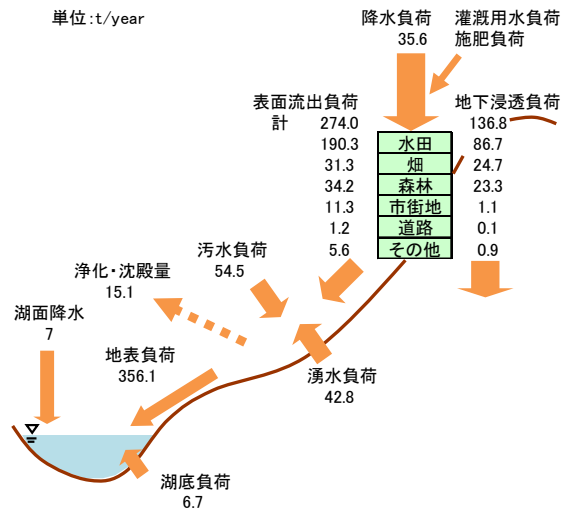 単位:t/year
降水負荷
35.6
灌漑用水負荷
施肥負荷
表面流出負荷
計 274.0
地下浸透負荷
136.8
190.3 水田 86.7
31.3 畑 24.7
34.2 森林 23.3
11.3 市街地 1.1
1.2 道路 0.1
5.6 その他 0.9
汚水負荷
54.5
浄化・沈殿量
15.1
湖面降水
7
地表負荷
356.1
湧水負荷
42.8
湖底負荷
6.7